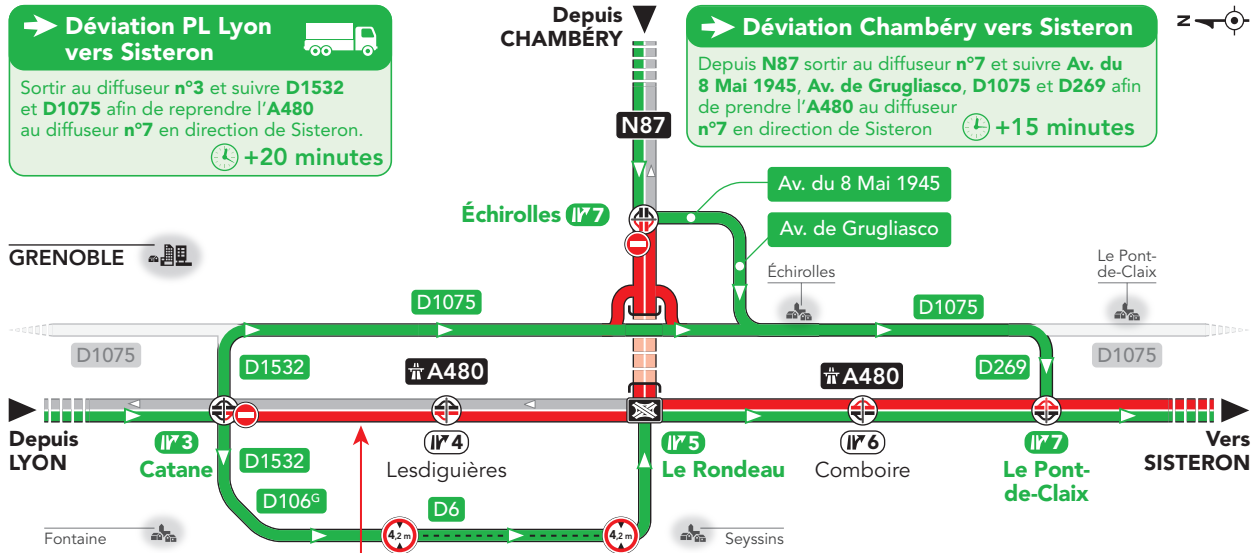 Déviation PL Lyon
vers Sisteron
Sortir au diffuseur n°3 et suivre D1532
et D1075 afin de reprendre l'A480
au diffuseur n°7 en direction de Sisteron.
+20 minutes
Depuis
CHAMBÉRY
Déviation Chambéry vers Sisteron
Depuis N87 sortir au diffuseur n°7 et suivre Av. du
8 Mai 1945, Av. de Grugliasco, D1075 et D269 afin
de prendre l'A480 au diffuseur
n°7 en direction de Sisteron
+15 minutes
N
N87
Av. du 8 Mai 1945
Échirolles 7
Av. de Grugliasco
GRENOBLE
Échirolles
Le Pont-
de-Claix
D1075
D1075
D1075
D1532
A480
A480
D269
D1075
Depuis
LYON
3
Catane
4
Lesdiguières
5
Le Rondeau
6
Comboire
7
Le Pont-
de-Claix
Vers
SISTERON
D1532
D106G
D6
4,2 m
4,2 m
Fontaine
Seyssins